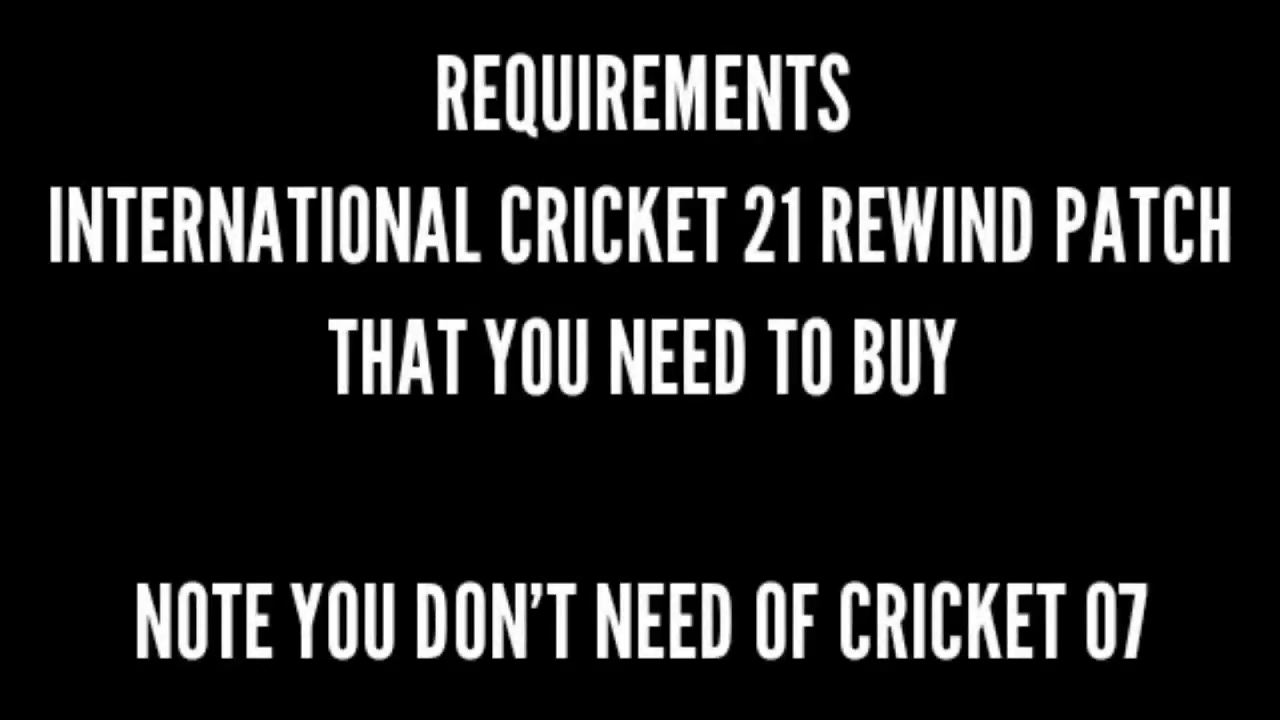 REQUIREMENTS
INTERNATIONAL CRICKET 21 REWIND PATCH
THAT YOU NEED TO BUY
NOTE YOU DON'T NEED OF CRICKET 07